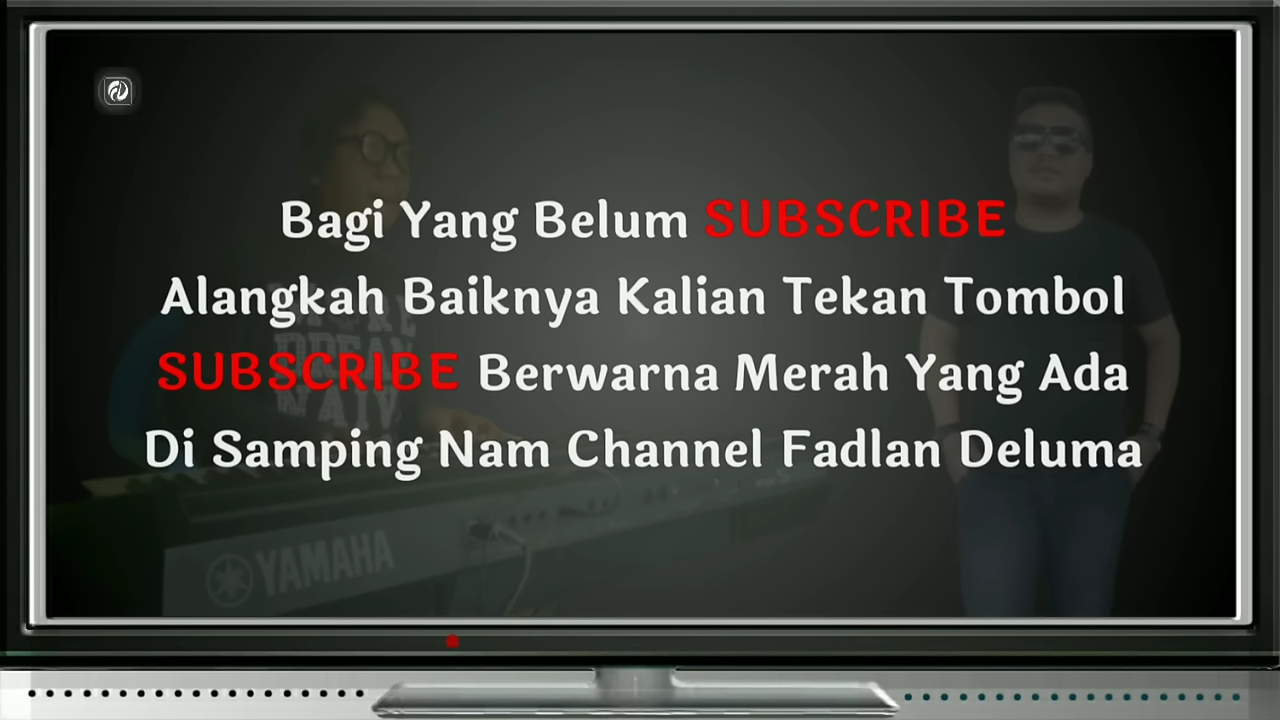 Bagi Yang Belum SUBSCRIBE
Alangkah Baiknya Kalian Tekan Tombol
SUBSCRIBE Berwarna Merah Yang Ada
Di Samping Nam Channel Fadlan Deluma
YAMAHA